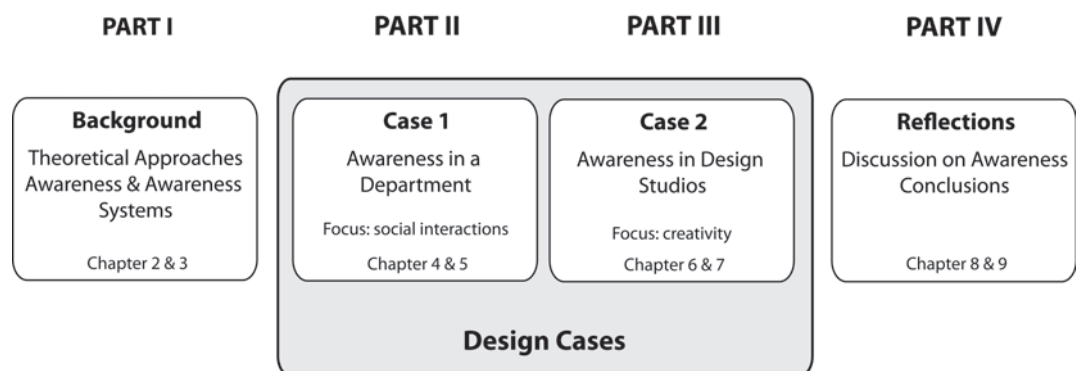 PART I
PART II
PART III
PART IV
Background
Theoretical Approaches
Awareness & Awareness
Systems
Chapter 2 & 3
Case 1
Awareness in a
Department
Focus: social interactions
Chapter 4 & 5
Case 2
Awareness in Design
Studios
Focus: creativity
Chapter 6 & 7
Reflections
Discussion on Awareness
Conclusions
Chapter 8 & 9
Design Cases